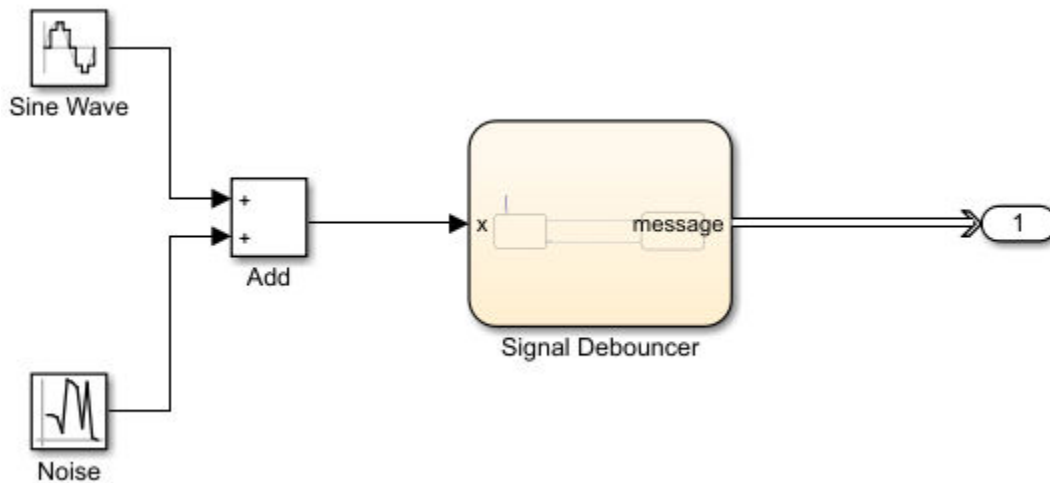 Sine Wave
+
+
Add
Noise
x
message
Signal Debouncer
1